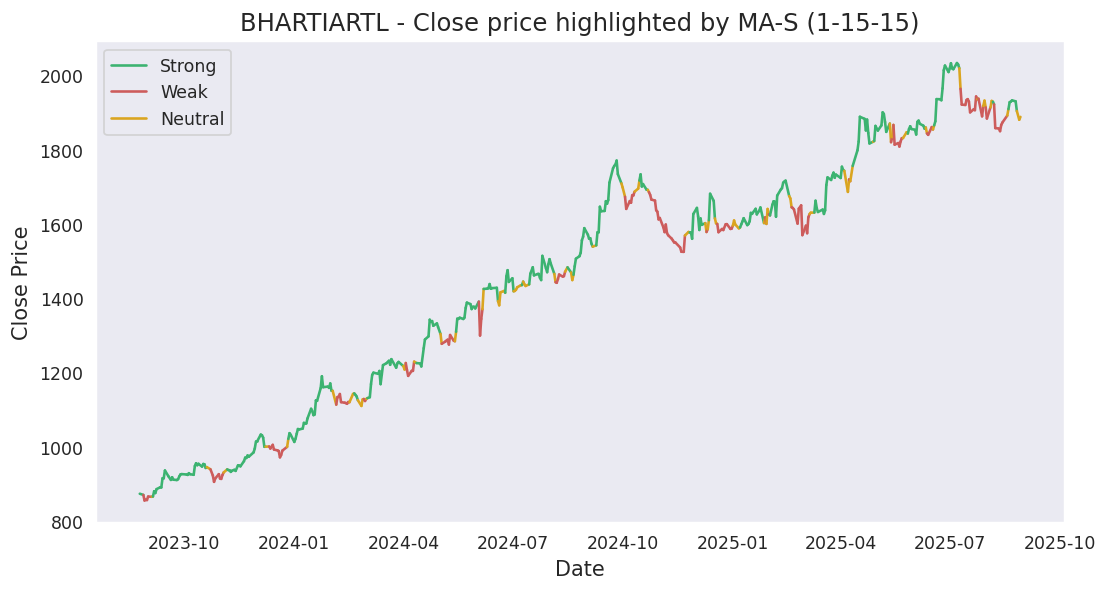 BHARTIARTL - Close price highlighted by MA-S (1-15-15)
Strong
Weak
Neutral
Close Price
2000
1800
1600
1400
1200
1000
800
2023-10 2024-01 2024-04 2024-07 2024-10 2025-01 2025-04 2025-07 2025-10
Date